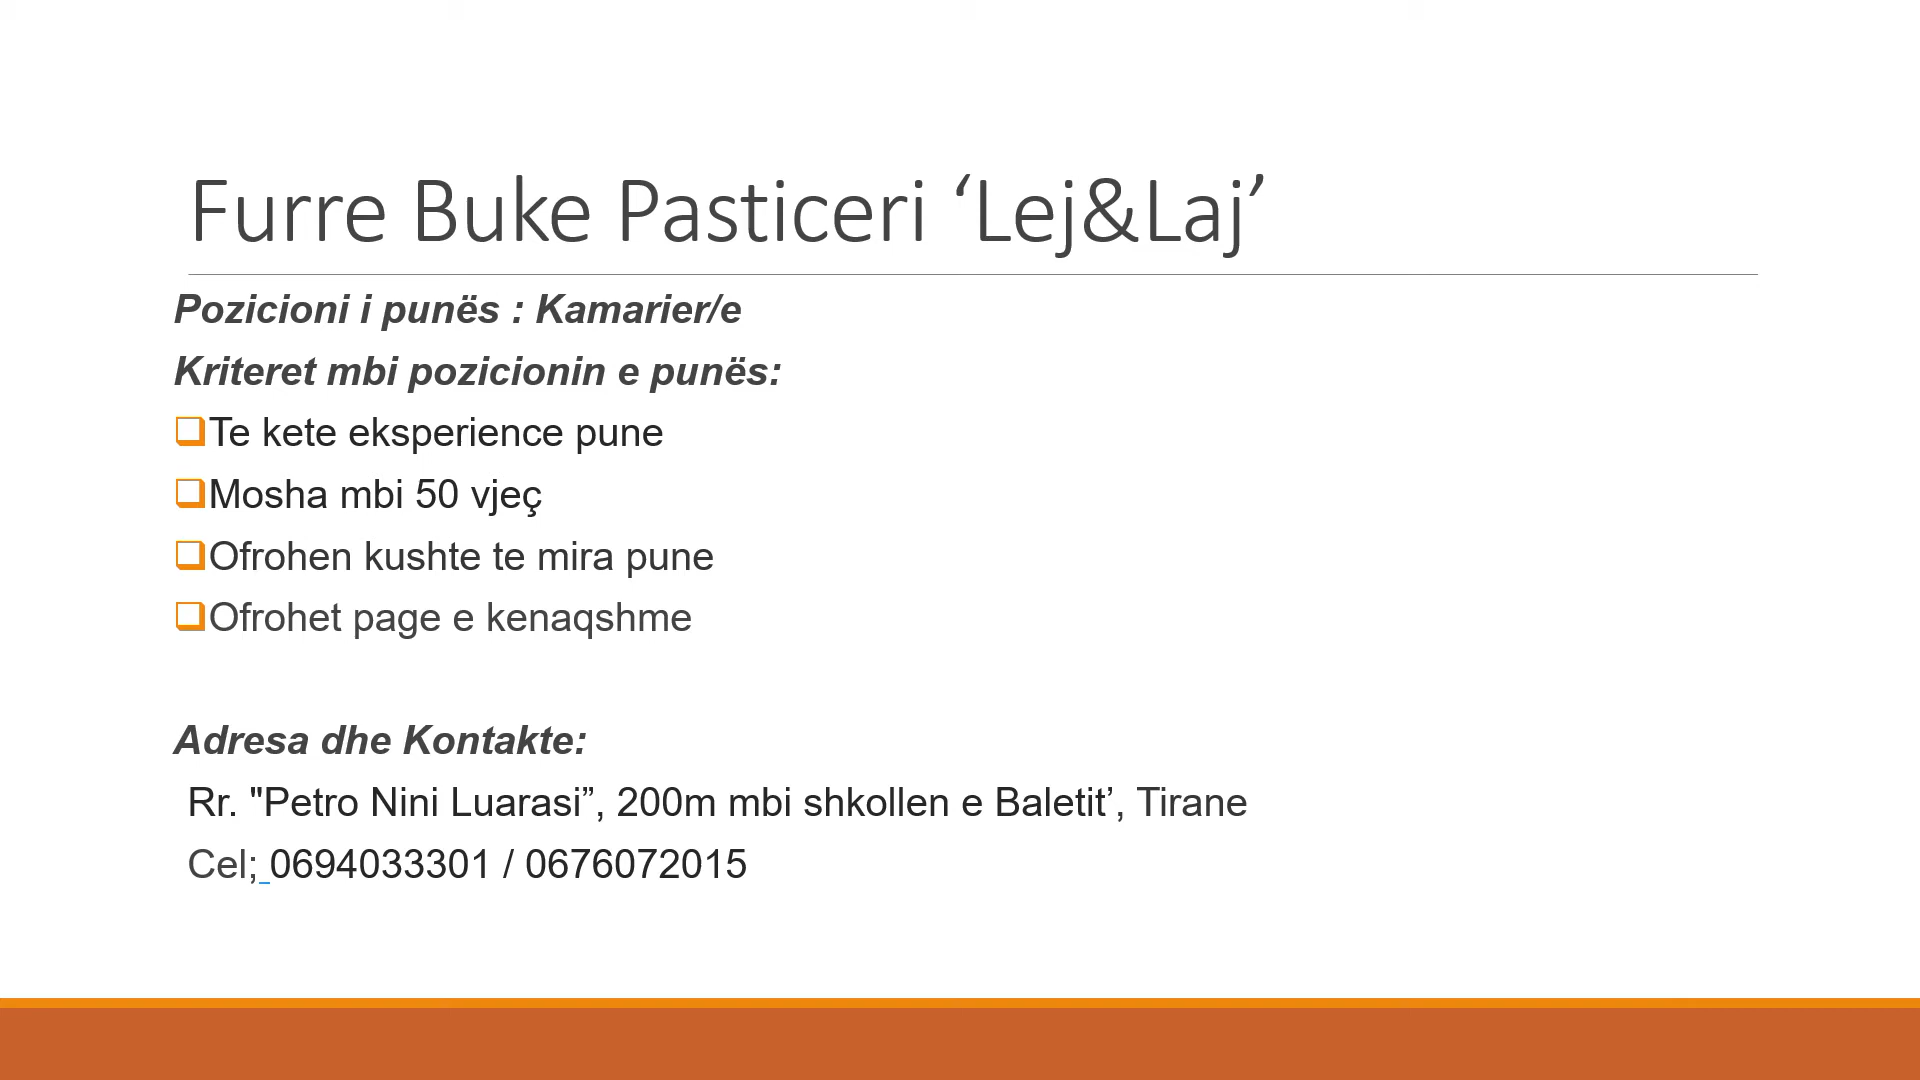 Furre Buke Pasticeri ‘Lej&Laj’
Pozicioni i punës : Kamarier/e
Kriteret mbi pozicionin e punës:
Te kete eksperience pune
Mosha mbi 50 vjeç
Ofrohen kushte te mira pune
Ofrohet page e kenaqshme
Adresa dhe Kontakte:
Rr. "Petro Nini Luarasi”, 200m mbi shkollen e Baletit’, Tirane
Cel; 0694033301 / 0676072015